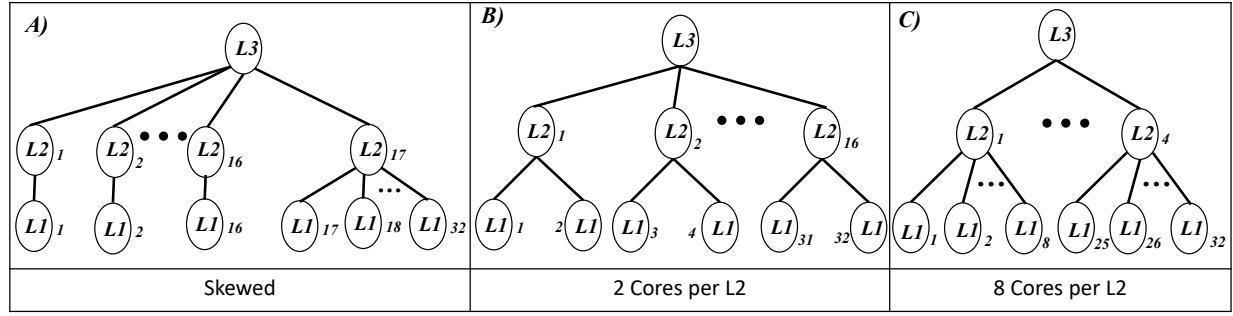 A)
L3
L2 1 L2 2 L2 16 L2 17
L1 1 L1 2 L1 16 L1 17 L1 18 L1 32
Skewed
B)
L3
L2 1 L2 2 L2 16
L1 1 2 L1 L1 3 4 L1 L1 31 32 L1
2 Cores per L2
C)
L3
L2 1 L2 4
L1 1 L1 2 L1 8 L1 25 L1 26 L1 32
8 Cores per L2